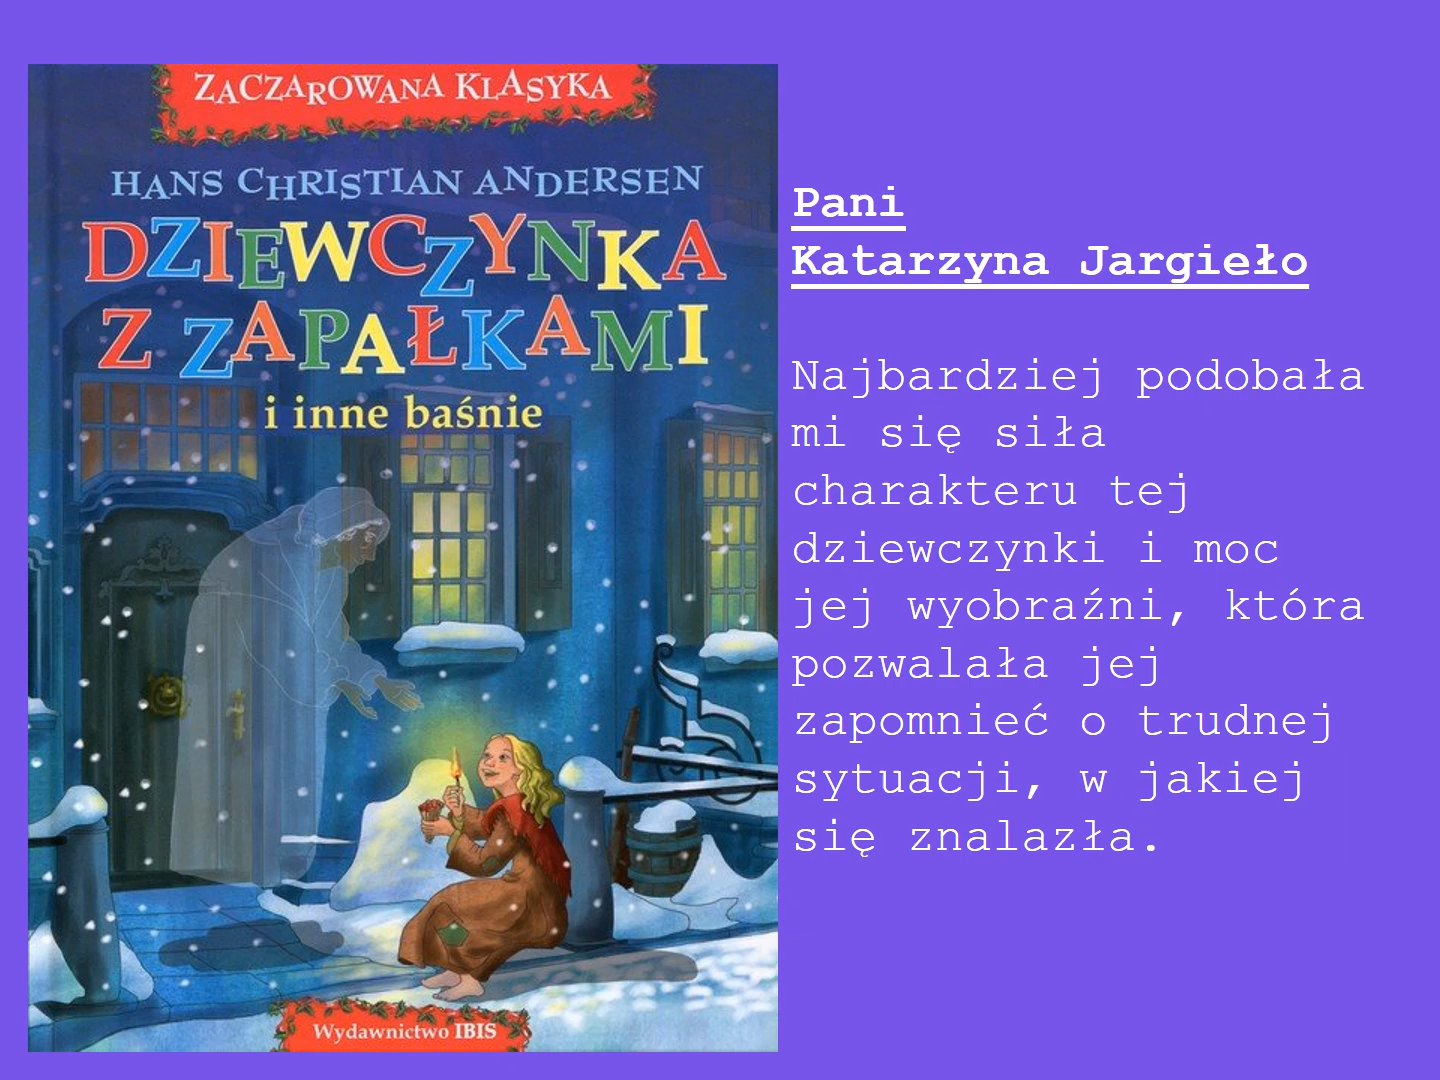 ZACZAROWANA KLASYKA
HANS CHRISTIAN ANDERSEN
DZIEWCZYNKA
Z ZAPAŁKAMI
i inne baśnie
Wydawnictwo IBIS
Pani
Katarzyna Jargieło
Najbardziej podobała
mi się siła
charakteru tej
dziewczynki i moc
jej wyobraźni, która
pozwalała jej
zapomnieć o trudnej
sytuacji, w jakiej
się znalazła.